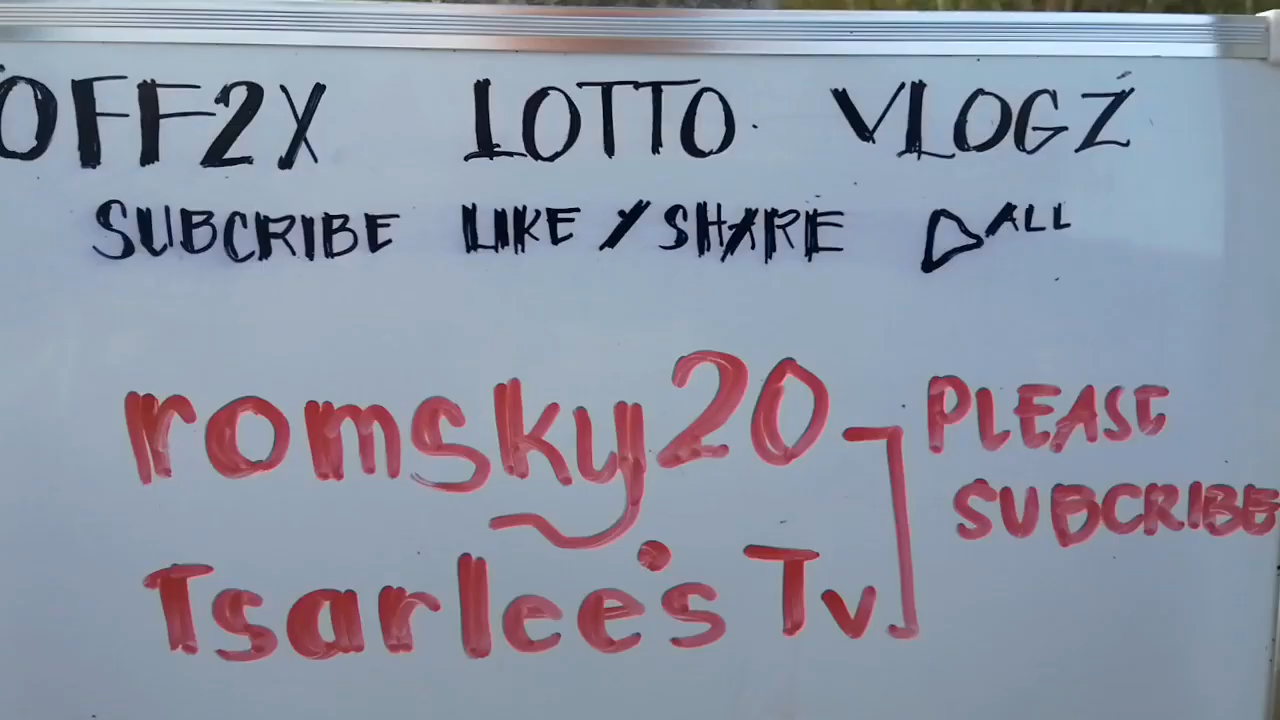 OFF2X LOTTO VLOGZ
SUBCRIBE LIKE / SHARE ALL
romsky20
PLEASE
SUBCRIBE
Tsarlee's Tv